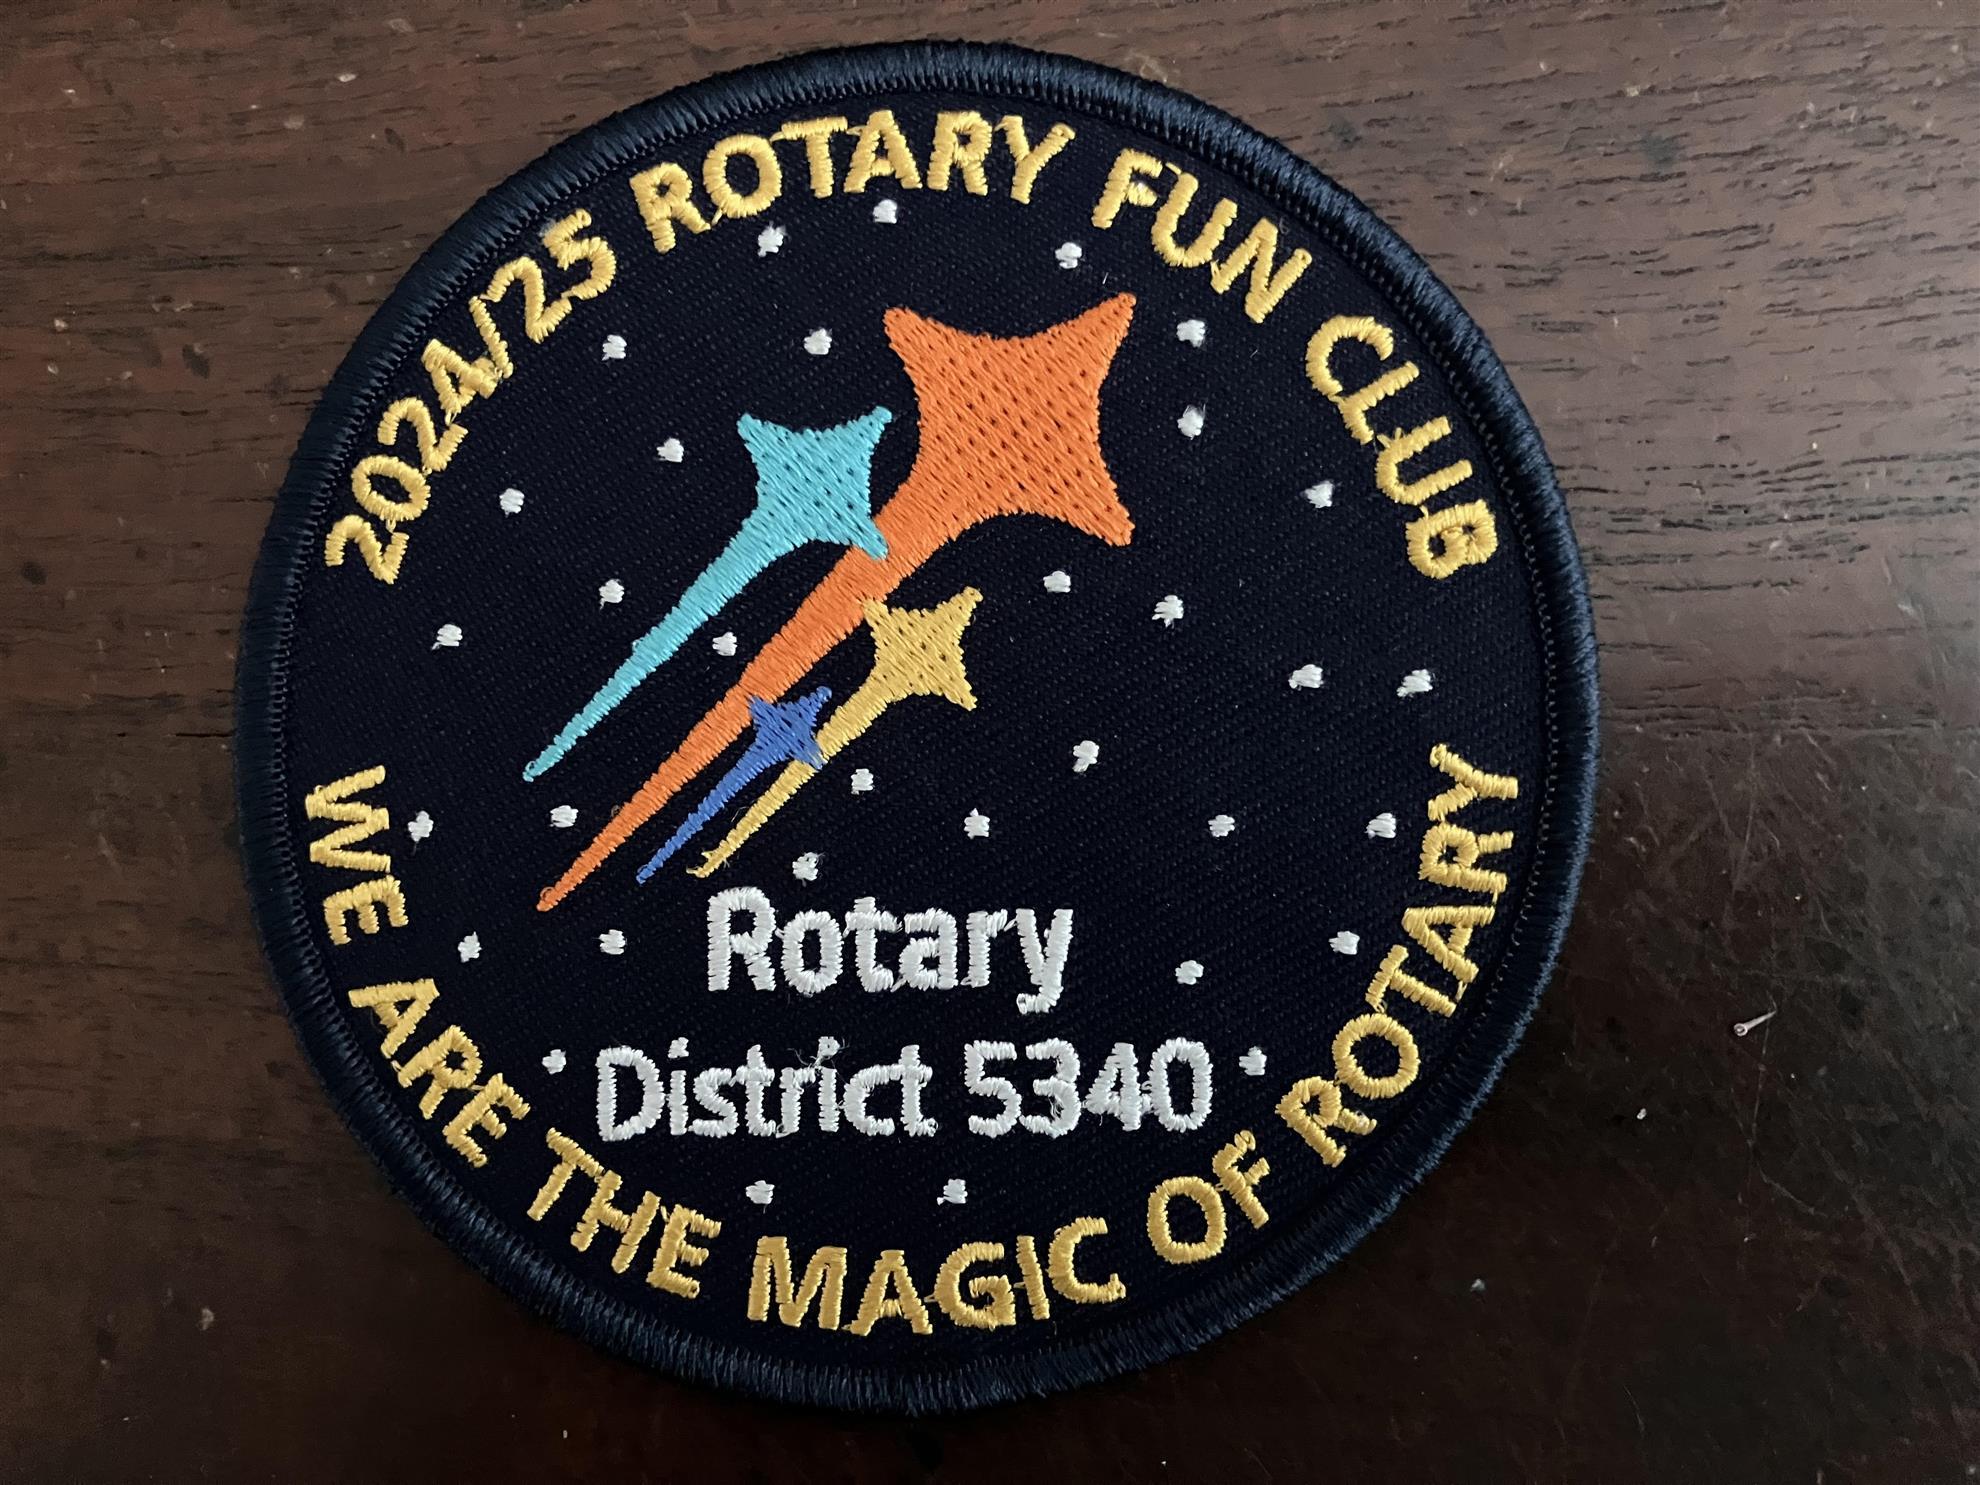 2024/25 ROTARY FUN CLUB
Rotary
District 5340
WE ARE THE MAGIC OF ROTARY